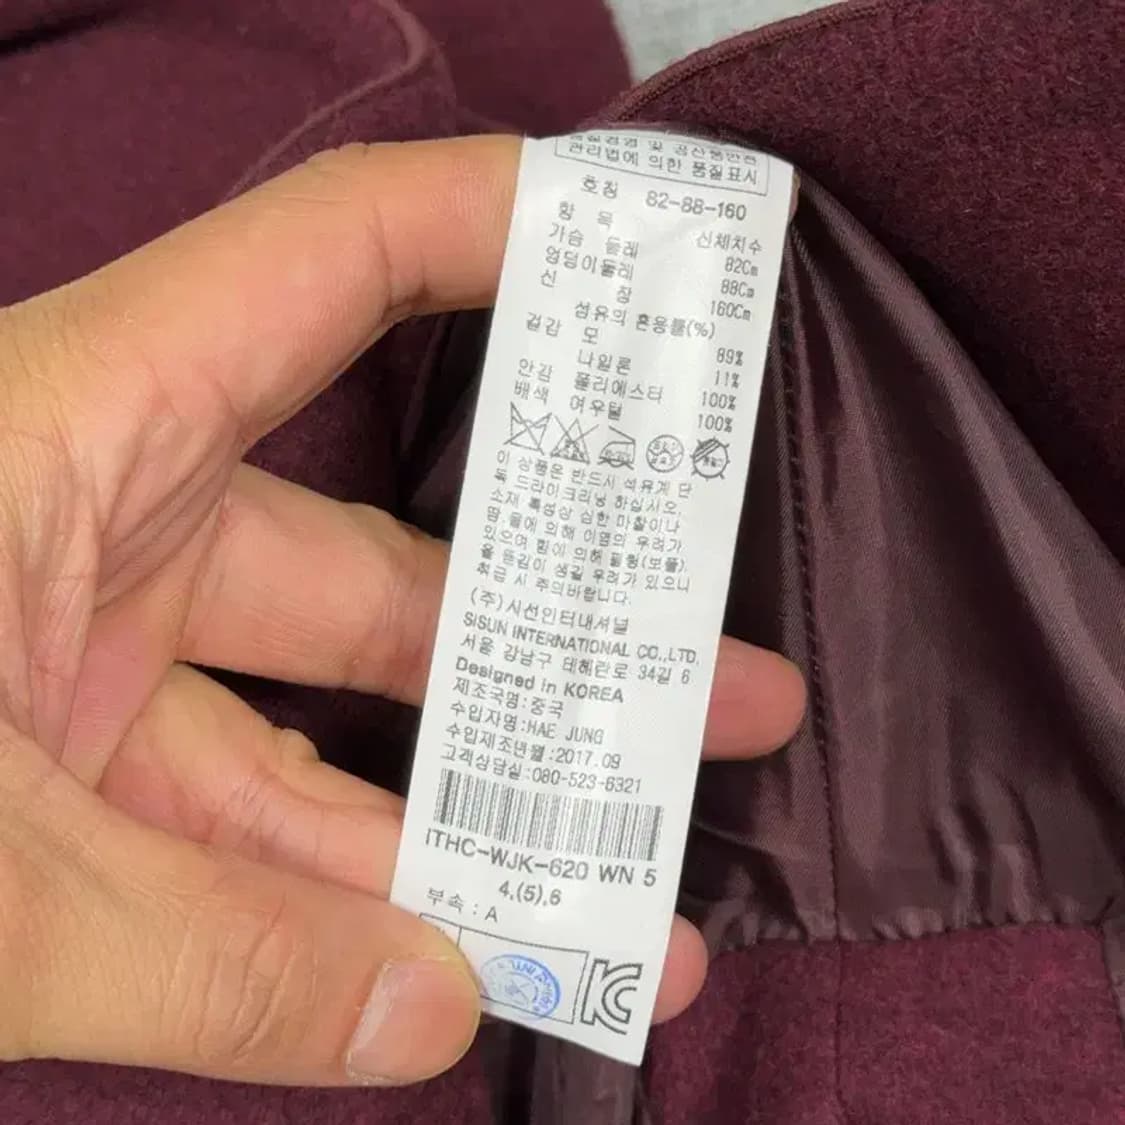 관리법에 의한 품질표시
호칭 82-88-160
항 목 신체치수
가슴 둘레 82Cm
엉덩이둘레 88Cm
신 장 160Cm
섬유의 혼용률(%)
겉감 모 89%
나일론 11%
안감 폴리에스타 100%
배색 여우털 100%
이 상품은 반드시 석유계 단
독 드라이크리닝 하십시오.
소재 특성상 심한 마찰이나
땀.물에 의해 이염의 우려가
있으며 힘에 의해 필링(보풀).
올 뜯김이 생길 우려가 있으니
취급 시 주의바랍니다.
(주)시선인터내셔널
SISUN INTERNATIONAL CO.,LTD.
서울 강남구 테헤란로 34길 6
Designed in KOREA
제조국명:중국
수입자명:HAE JUNG
수입제조년월:2017.09
고객상담실:080-523-6321
ITHC-WJK-620 WN 5
4,(5),6
부속 : A